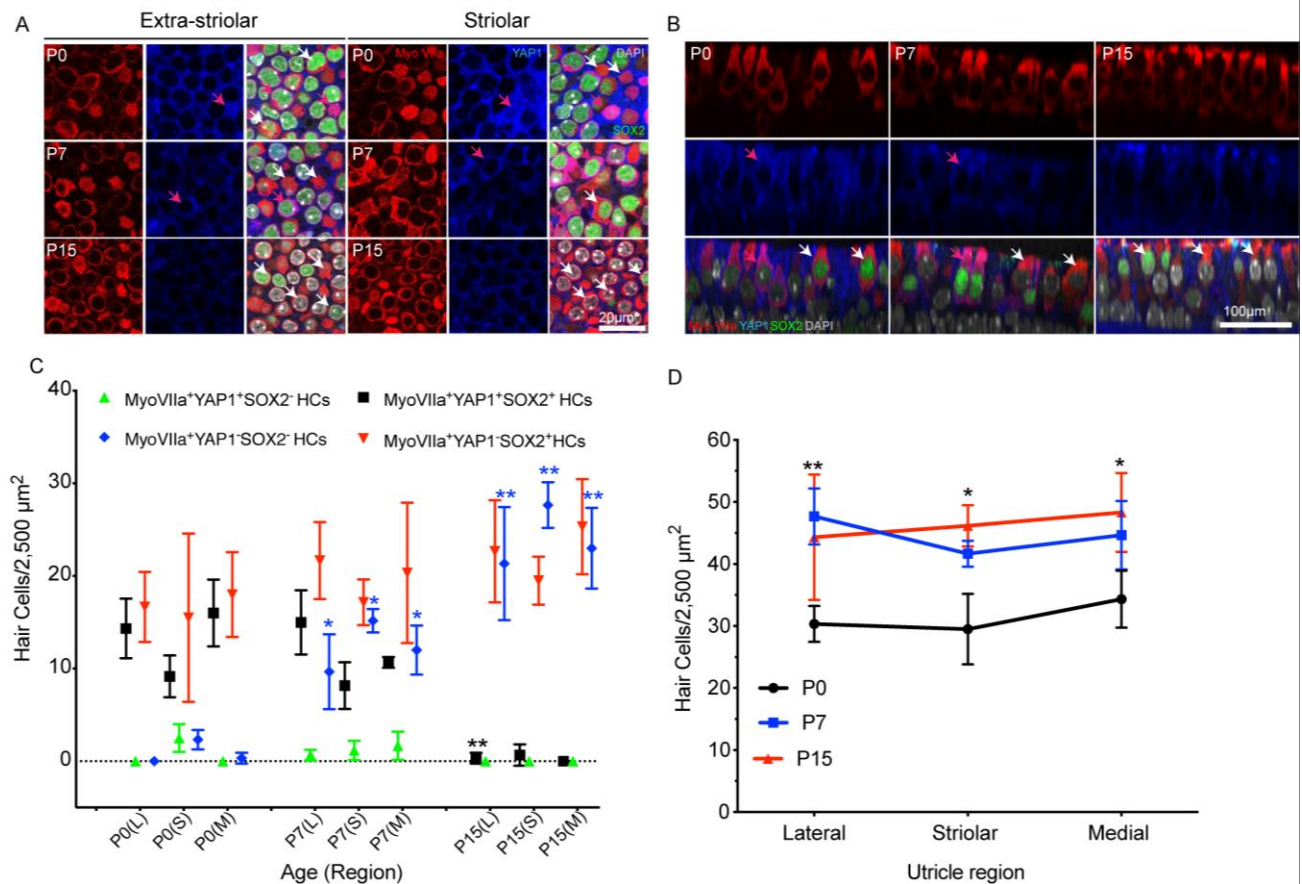 A
Extra-striolar
Striolar
P0
P0
Myo VIIa
YAP1
DAPI
SOX2
P7
P7
P15
P15
20µm
B
P0
P7
P15
Myo VIIa YAP1 SOX2 DAPI
100µm
C
40
30
20
10
0
Hair Cells/2,500 µm²
MyoVIIa⁺YAP1⁺SOX2⁻ HCs
MyoVIIa⁺YAP1⁺SOX2⁺ HCs
MyoVIIa⁺YAP1⁻SOX2⁻ HCs
MyoVIIa⁺YAP1⁻SOX2⁺HCs
*
*
*
**
**
**
**
P0(L)
P0(S)
P0(M)
P7(L)
P7(S)
P7(M)
P15(L)
P15(S)
P15(M)
Age (Region)
D
60
50
40
30
20
10
0
Hair Cells/2,500 µm²
**
*
*
P0
P7
P15
Lateral
Striolar
Medial
Utricle region